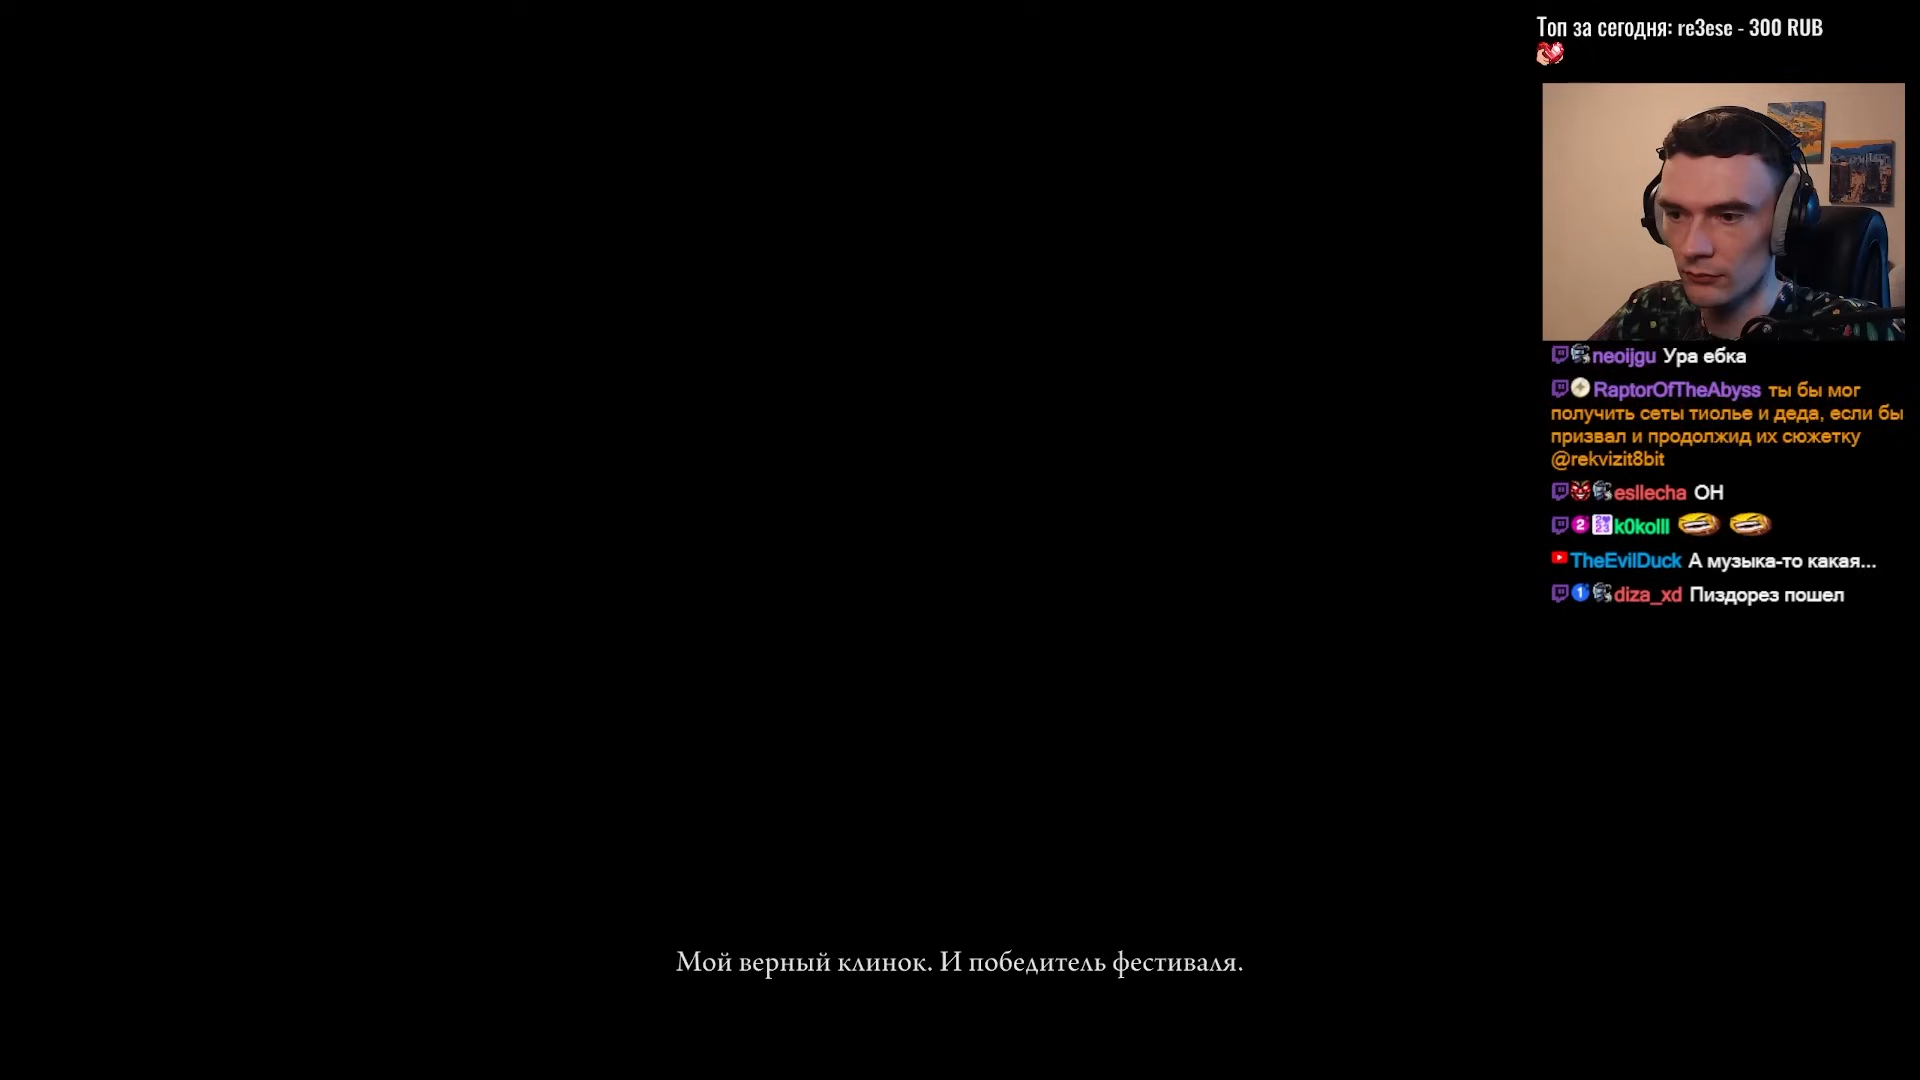 Топ за сегодня: re3ese - 300 RUB
neoijgu Ура ебка
RaptorOfTheAbyss ты бы мог
получить сеты тиолье и деда, если бы
призвал и продолжид их сюжетку
@rekvizit8bit
esllecha ОН
2 k0kolll
TheEvilDuck А музыка-то какая...
1 diza_xd Пиздорез пошел
Мой верный клинок. И победитель фестиваля.